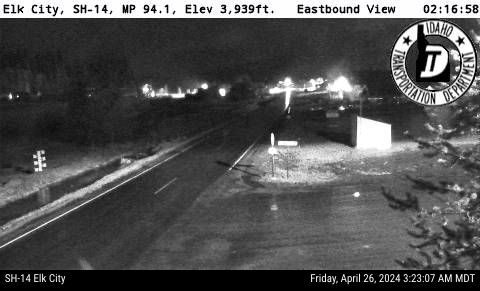 Elk City, SH-14, MP 94.1, Elev 3,939ft. Eastbound View 02:16:58
IDAHO
TRANSPORTATION DEPARTMENT
SH-14 Elk City Friday, April 26, 2024 3:23:07 AM MDT